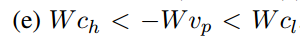 (e) Wc_h < −Wv_p < Wc_l